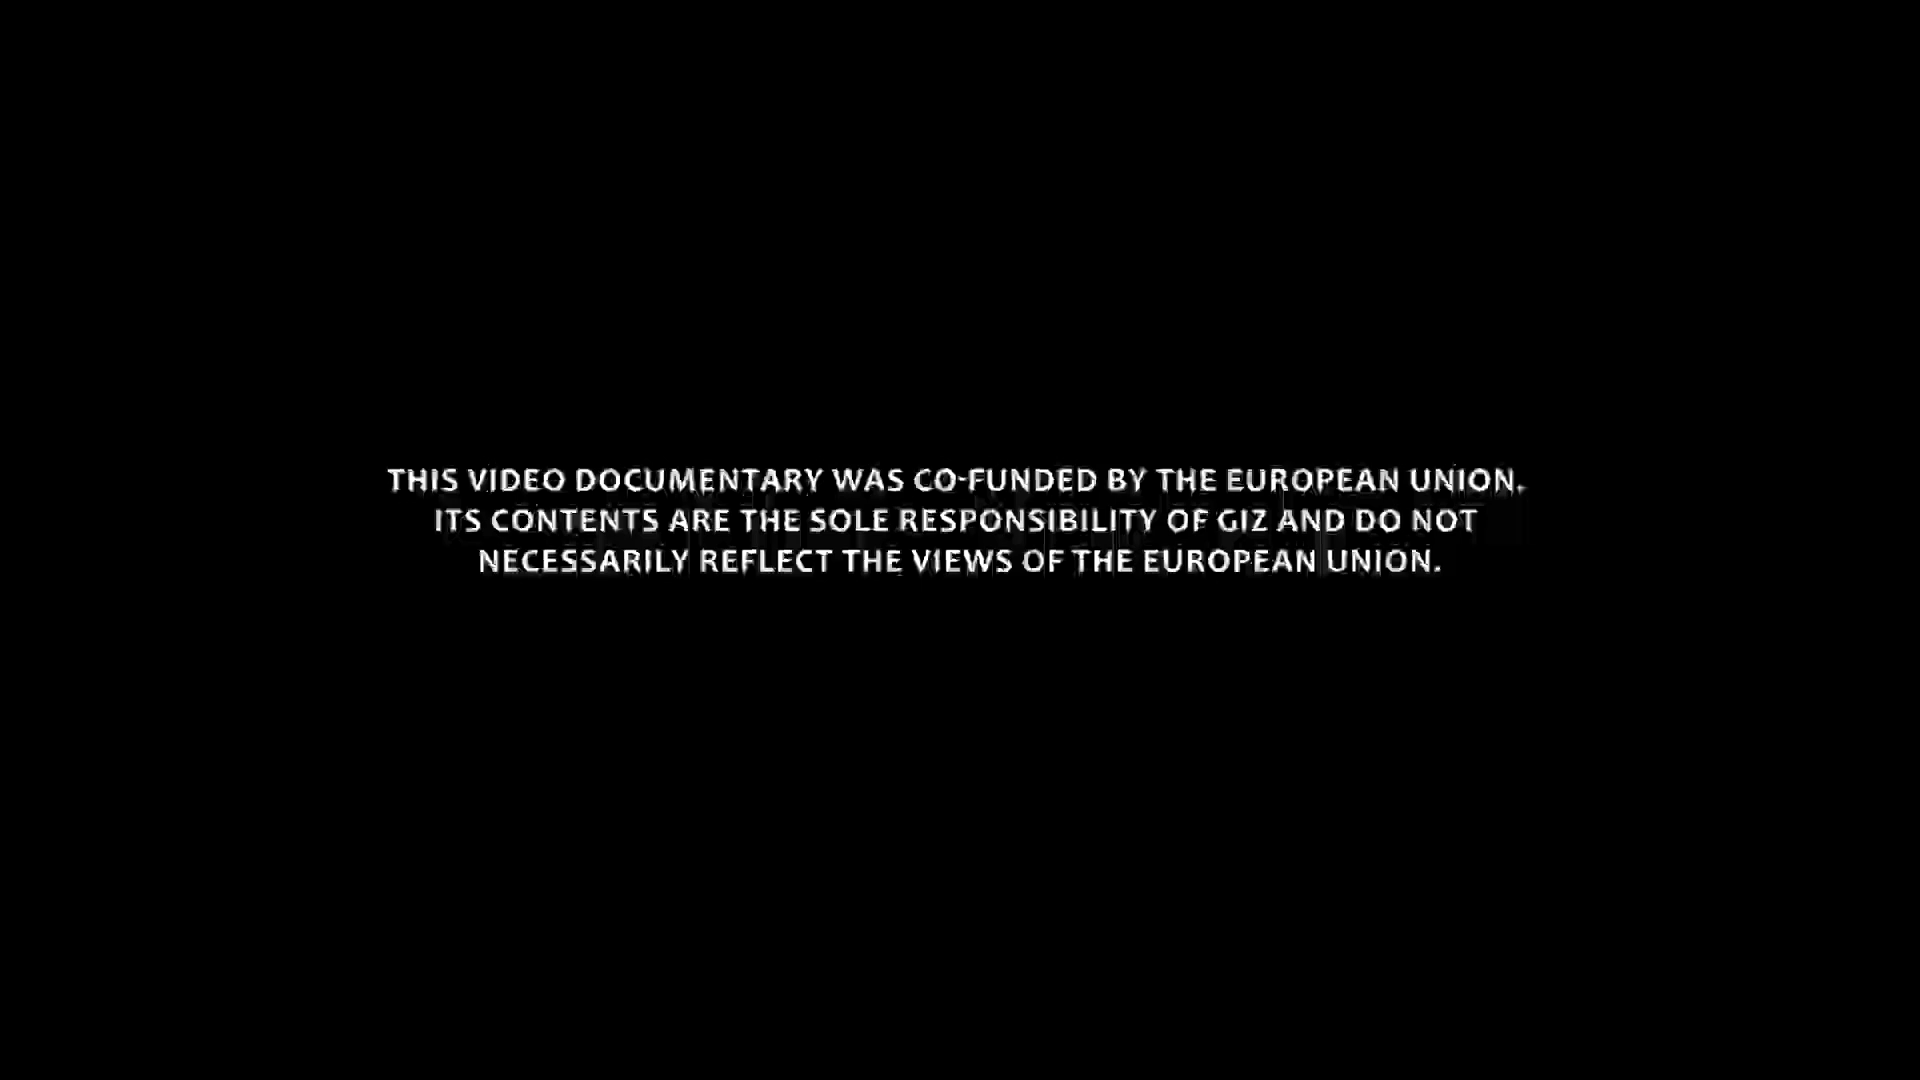 THIS VIDEO DOCUMENTARY WAS CO-FUNDED BY THE EUROPEAN UNION.
ITS CONTENTS ARE THE SOLE RESPONSIBILITY OF GIZ AND DO NOT
NECESSARILY REFLECT THE VIEWS OF THE EUROPEAN UNION.